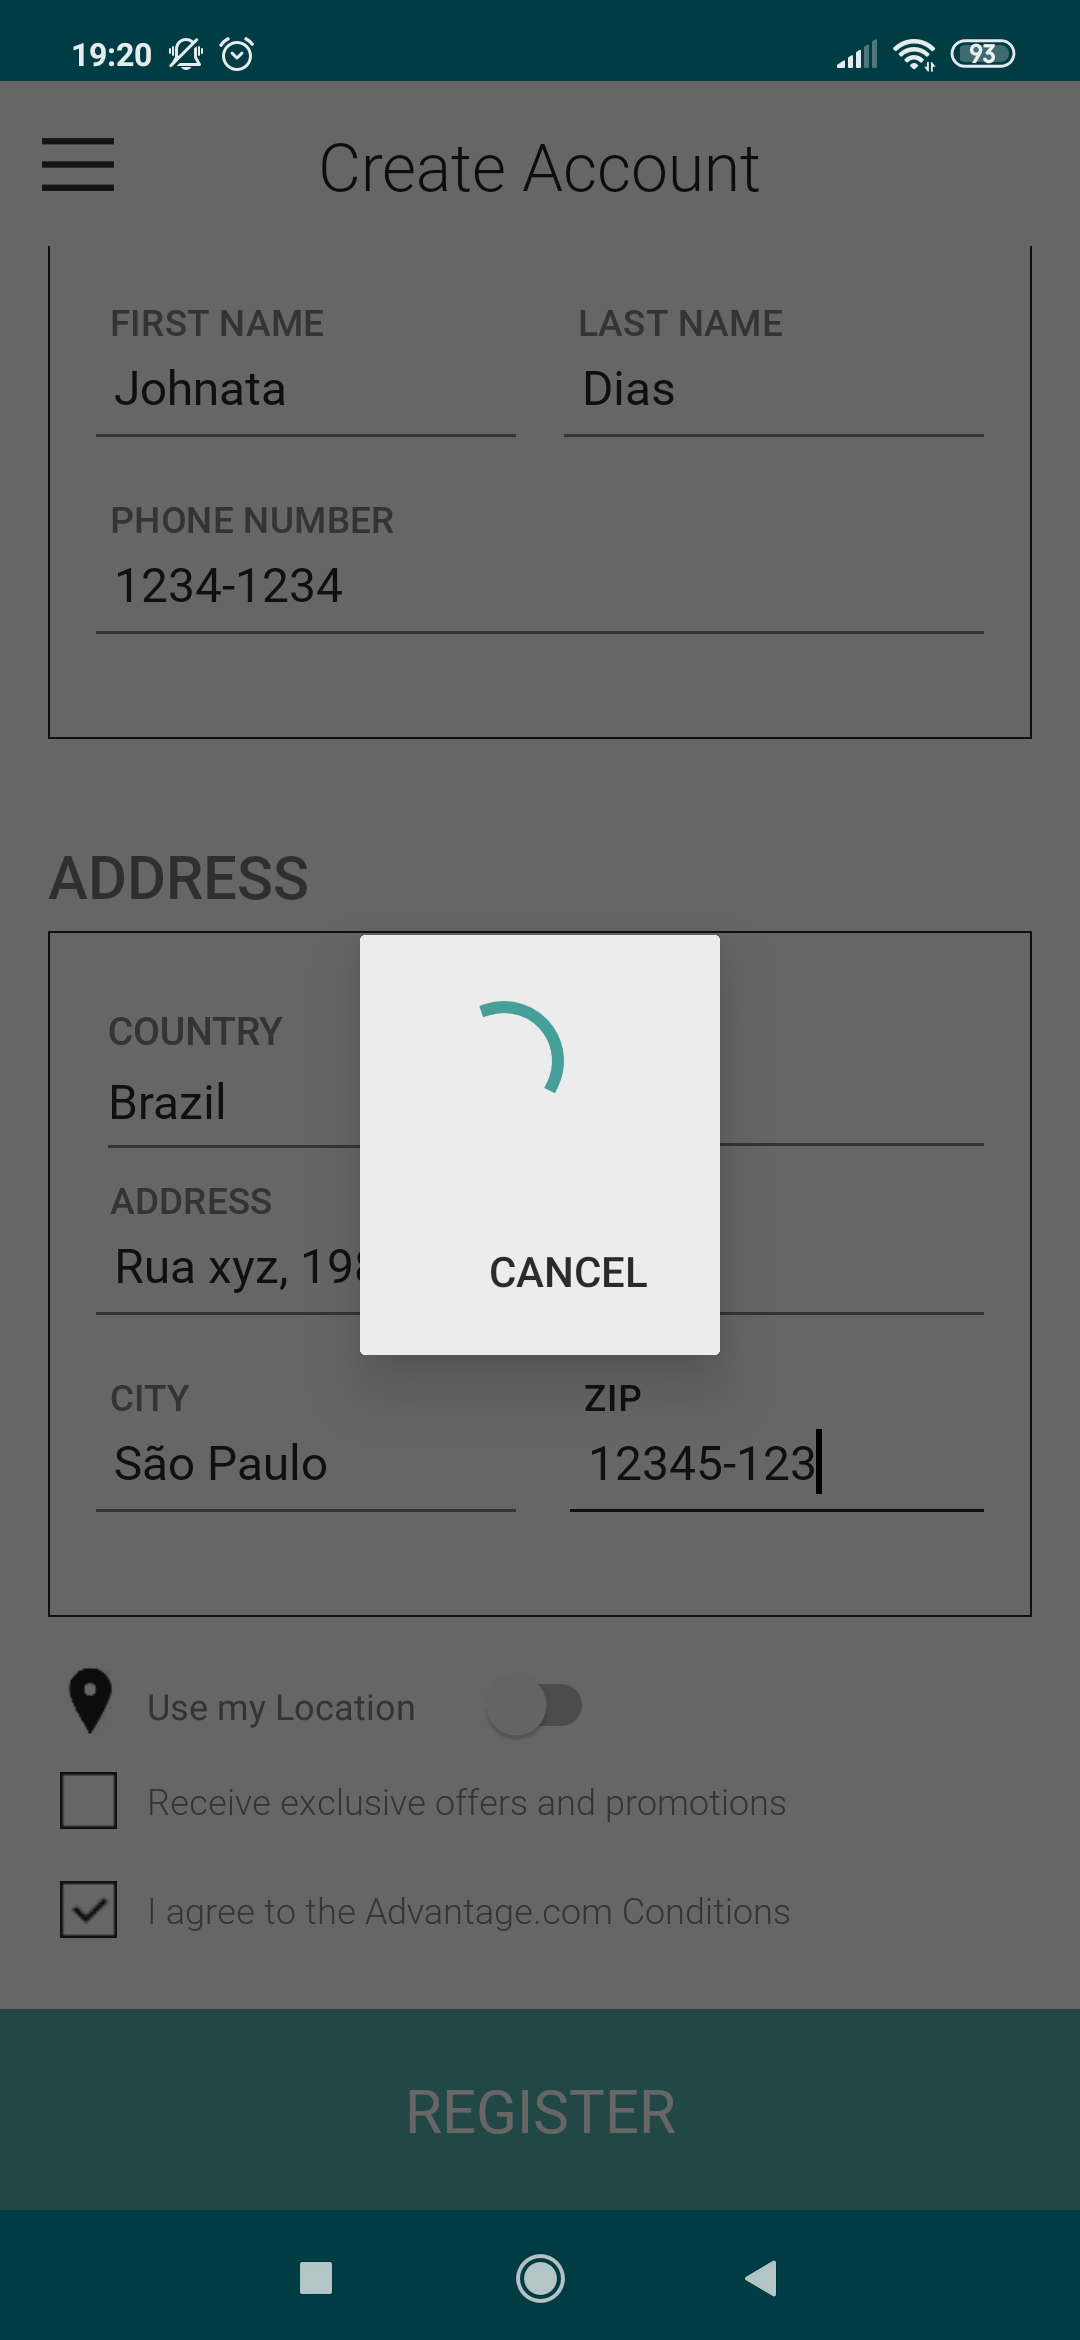 19:20 93
Create Account
FIRST NAME LAST NAME
Johnata Dias
PHONE NUMBER
1234-1234
ADDRESS
COUNTRY
Brazil
ADDRESS
Rua xyz, 198
CANCEL
CITY ZIP
São Paulo 12345-123
Use my Location
Receive exclusive offers and promotions
I agree to the Advantage.com Conditions
REGISTER